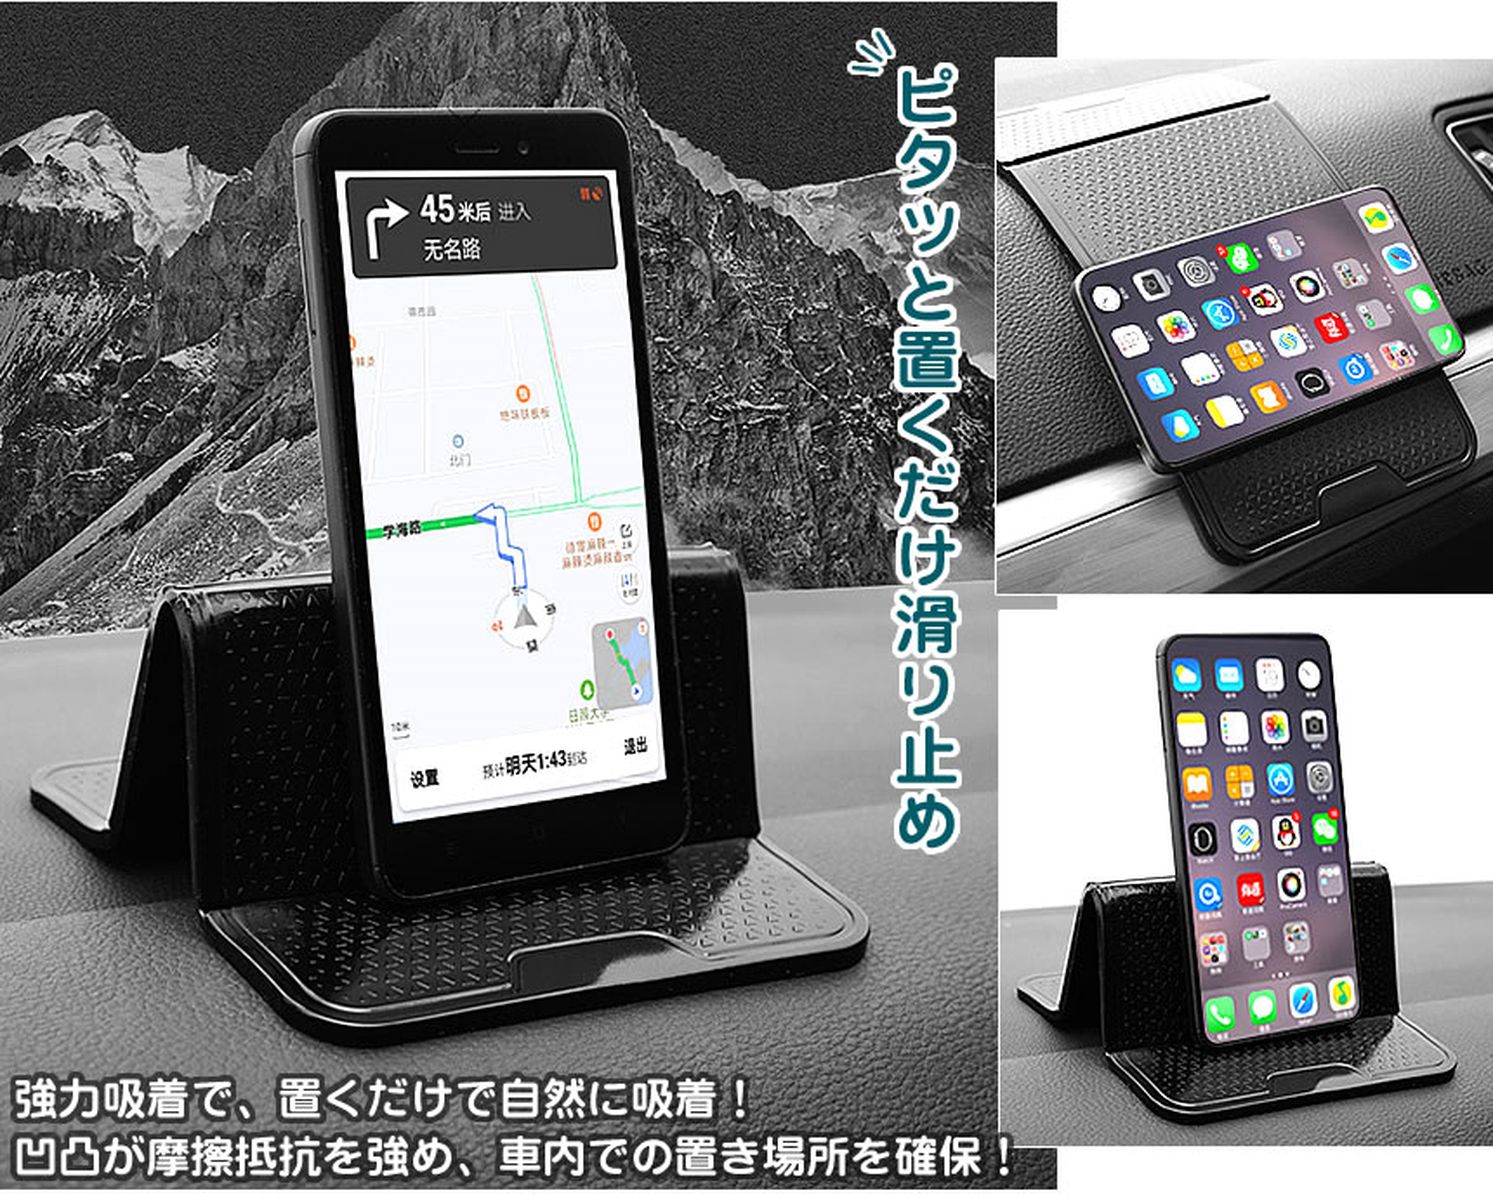 ピタッと置くだけ滑り止め
45米后 进入
无名路
北门
学海路
设置
预计明天1:43到达
退出
強力吸着で、置くだけで自然に吸着！
凹凸が摩擦抵抗を強め、車内での置き場所を確保！